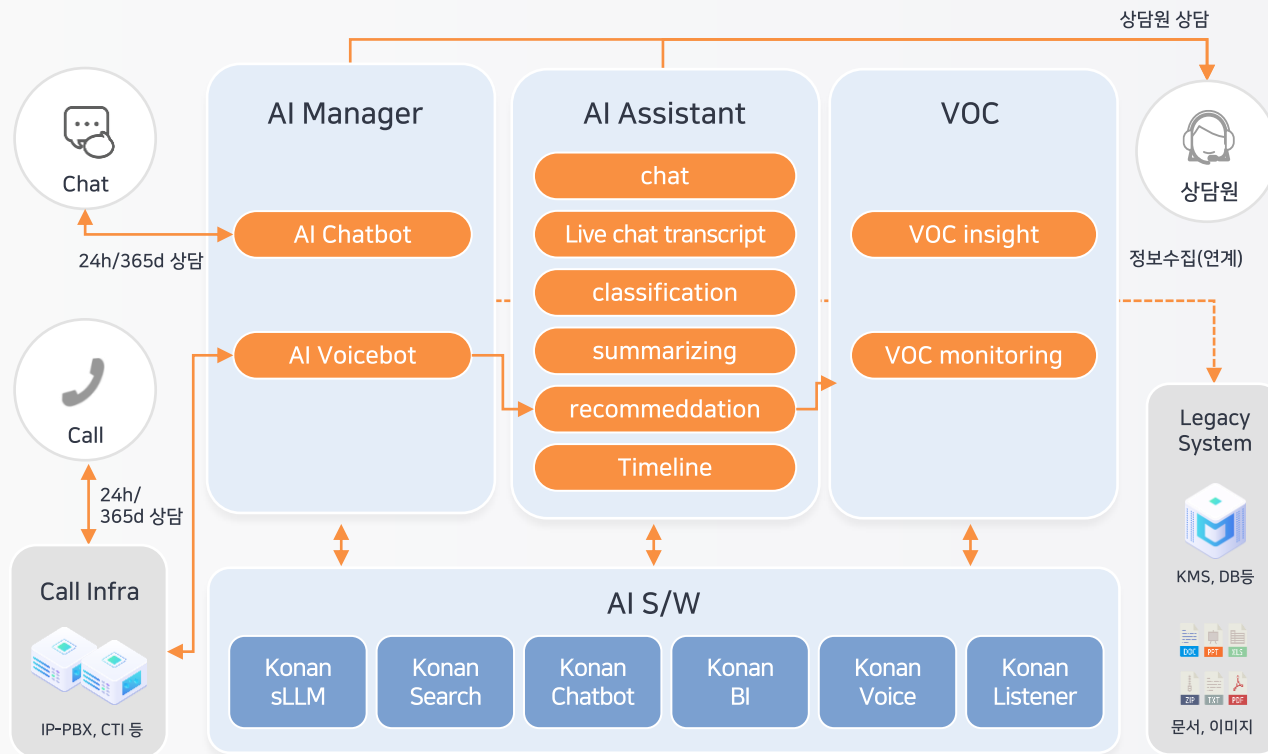 상담원 상담
AI Manager
AI Assistant
VOC
Chat
24h/365d 상담
AI Chatbot
AI Voicebot
chat
Live chat transcript
classification
summarizing
recommeddation
Timeline
VOC insight
VOC monitoring
상담원
정보수집(연계)
Call
24h/
365d 상담
Call Infra
IP-PBX, CTI 등
Legacy
System
KMS, DB등
DOC
PPT
XLS
ZIP
TXT
PDF
문서, 이미지
AI S/W
Konan
sLLM
Konan
Search
Konan
Chatbot
Konan
BI
Konan
Voice
Konan
Listener